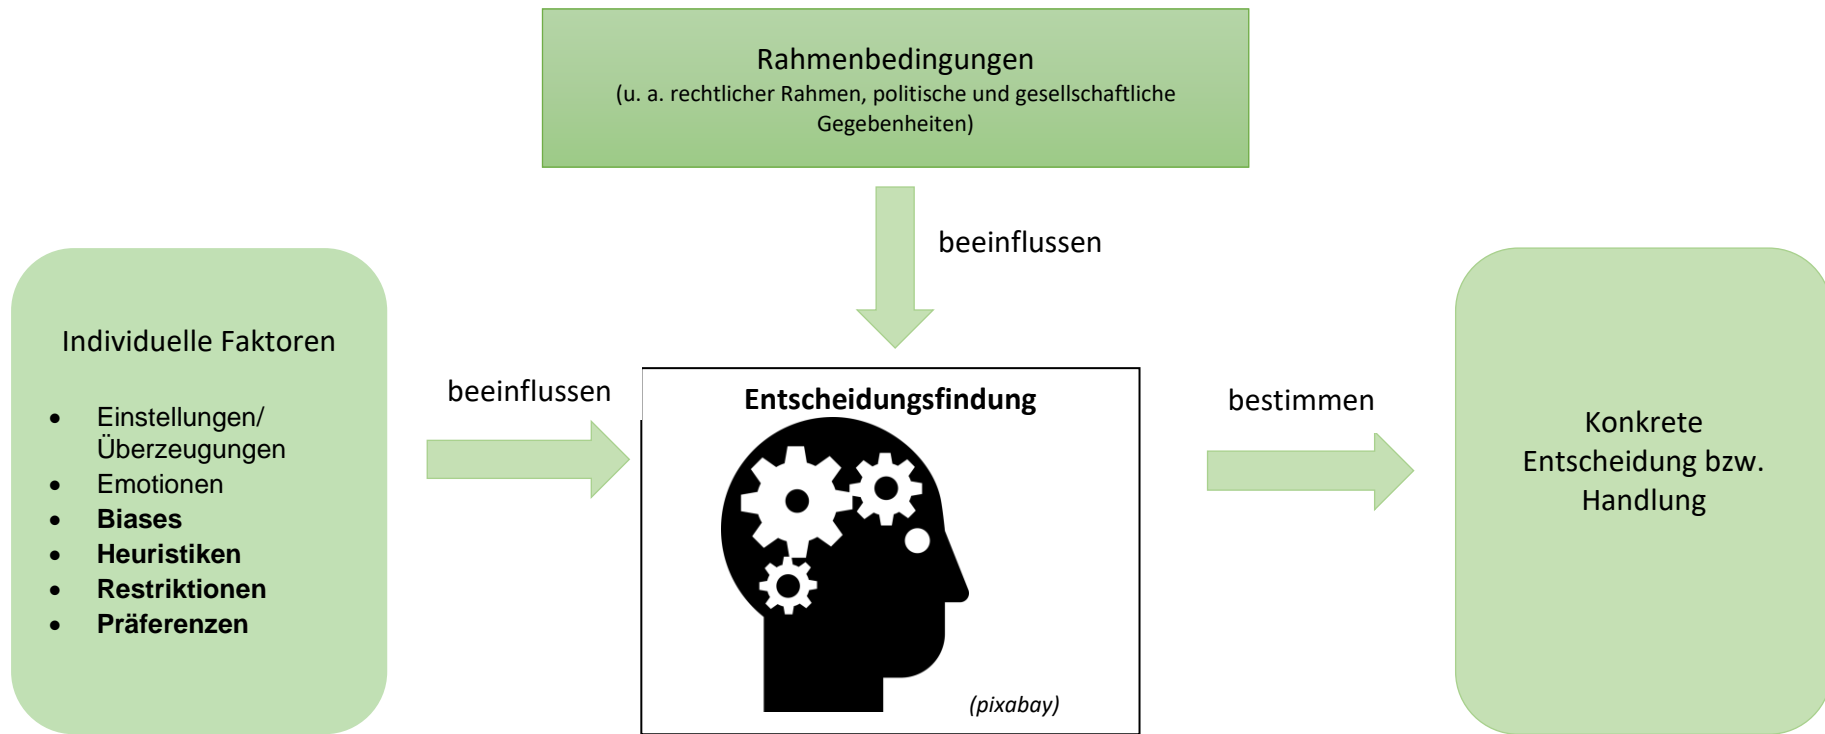 Rahmenbedingungen
(u. a. rechtlicher Rahmen, politische und gesellschaftliche
Gegebenheiten)
beeinflussen
Individuelle Faktoren
• Einstellungen/
Überzeugungen
• Emotionen
• Biases
• Heuristiken
• Restriktionen
• Präferenzen
beeinflussen
Entscheidungsfindung
(pixabay)
bestimmen
Konkrete
Entscheidung bzw.
Handlung